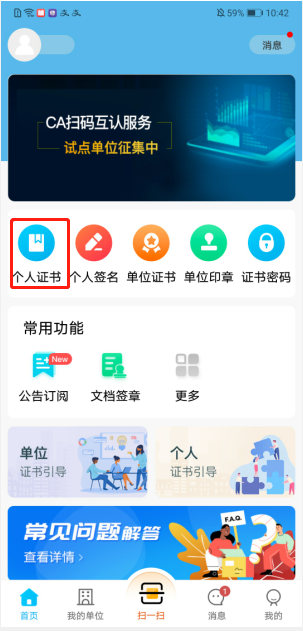 59% 10:42
消息
CA扫码互认服务
试点单位征集中
个人证书 个人签名 单位证书 单位印章 证书密码
常用功能
New
公告订阅 文档签章 更多
单位
证书引导
个人
证书引导
常见问题解答
查看详情 >
F.A.Q.
1
首页 我的单位 扫一扫 消息 我的